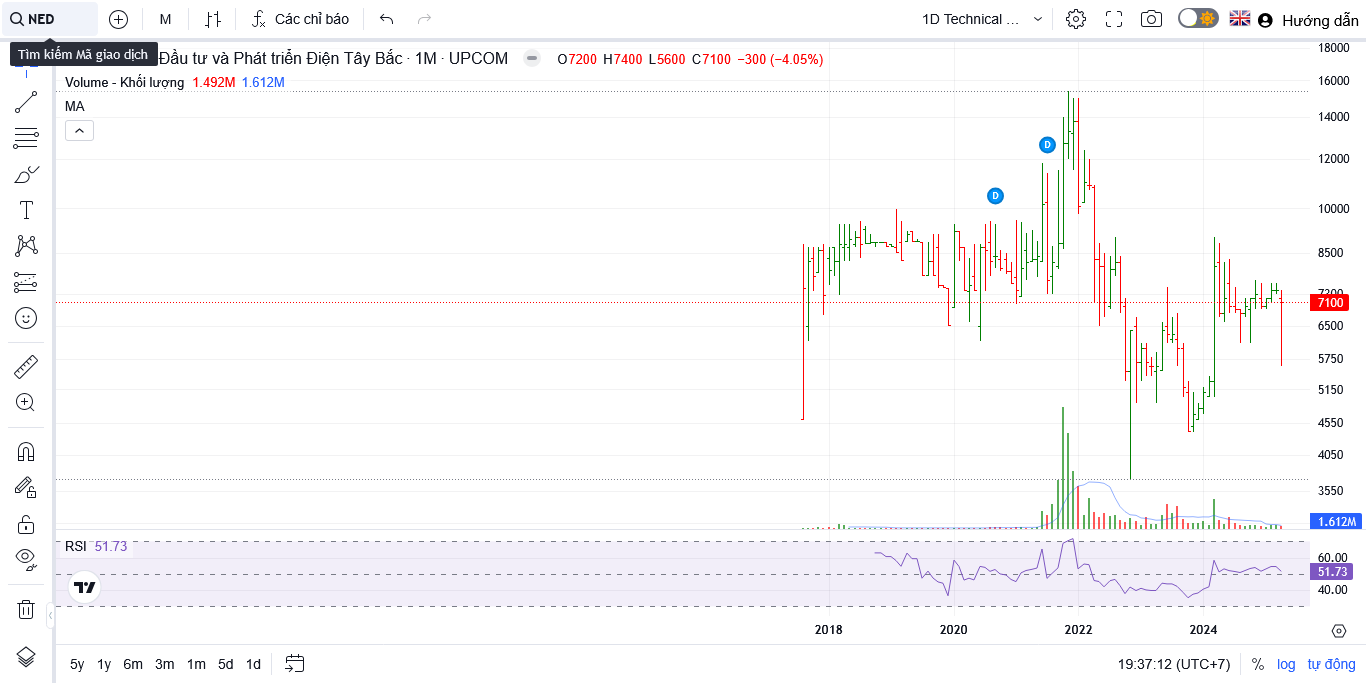 NED
M
Các chỉ báo
1D Technical ...
Hướng dẫn
Tìm kiếm Mã giao dịch
Đầu tư và Phát triển Điện Tây Bắc · 1M · UPCOM
O7200 H7400 L5600 C7100 −300 (−4.05%)
Volume - Khối lượng 1.492M 1.612M
MA
D
D
18000
16000
14000
12000
10000
8500
7200
7100
6500
5750
5150
4550
4050
3550
1.612M
RSI 51.73
60.00
51.73
40.00
2018 2020 2022 2024
5y 1y 6m 3m 1m 5d 1d
19:37:12 (UTC+7) % log tự động